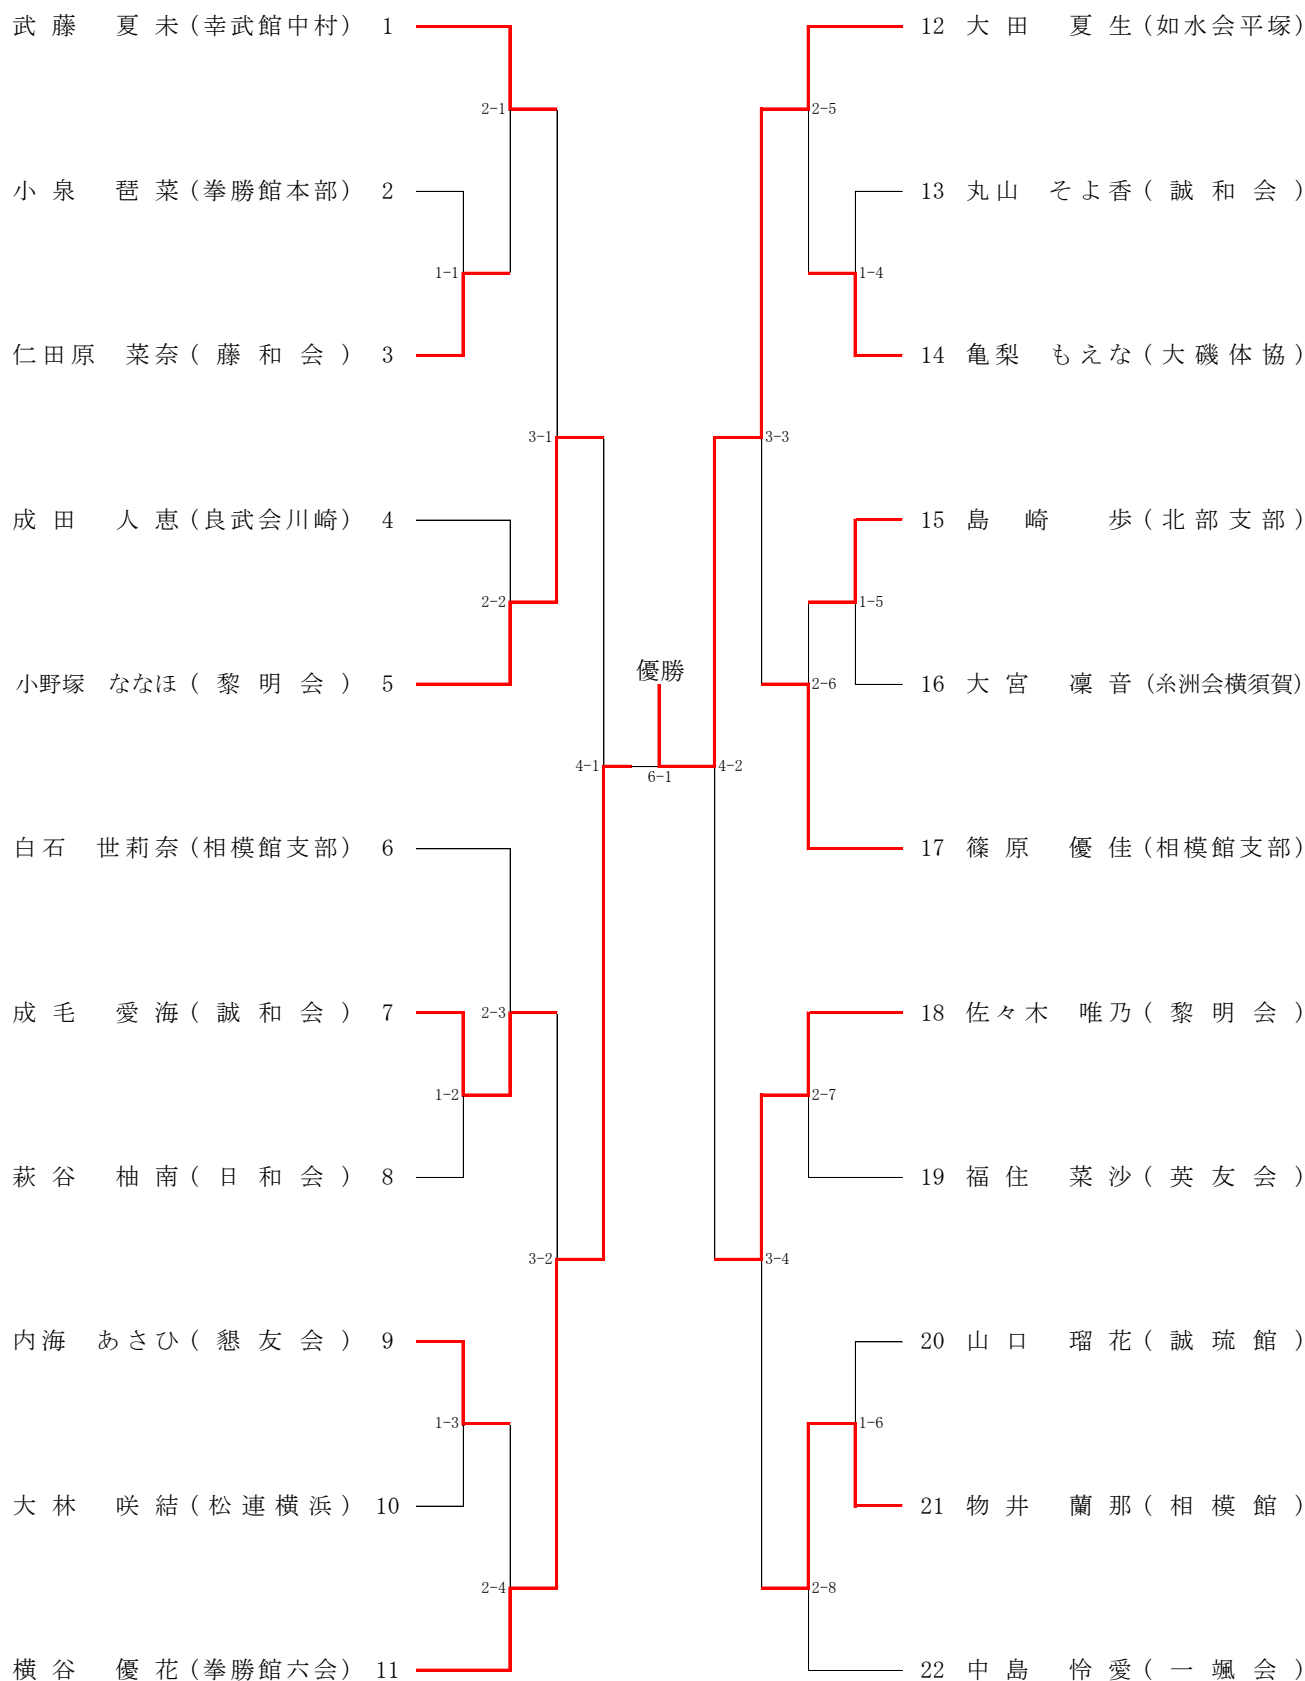 武藤 夏未(幸武館中村) 1
2-1
小泉 琶菜(拳勝館本部) 2
1-1
仁田原 菜奈(藤和会) 3
3-1
成田 人恵(良武会川崎) 4
2-2
小野塚 ななほ(黎明会) 5
4-1
白石 世莉奈(相模館支部) 6
成毛 愛海(誠和会) 7
2-3
1-2
萩谷 柚南(日和会) 8
3-2
内海 あさひ(懇友会) 9
1-3
大林 咲結(松連横浜) 10
2-4
横谷 優花(拳勝館六会) 11
優勝
6-1
12 大田 夏生(如水会平塚)
2-5
13 丸山 そよ香(誠和会)
1-4
14 亀梨 もえな(大磯体協)
3-3
15 島崎 歩(北部支部)
1-5
16 大宮 凜音(糸洲会横須賀)
2-6
4-2
17 篠原 優佳(相模館支部)
18 佐々木 唯乃(黎明会)
2-7
19 福住 菜沙(英友会)
3-4
20 山口 瑠花(誠琉館)
1-6
21 物井 蘭那(相模館)
2-8
22 中島 怜愛(一颯会)